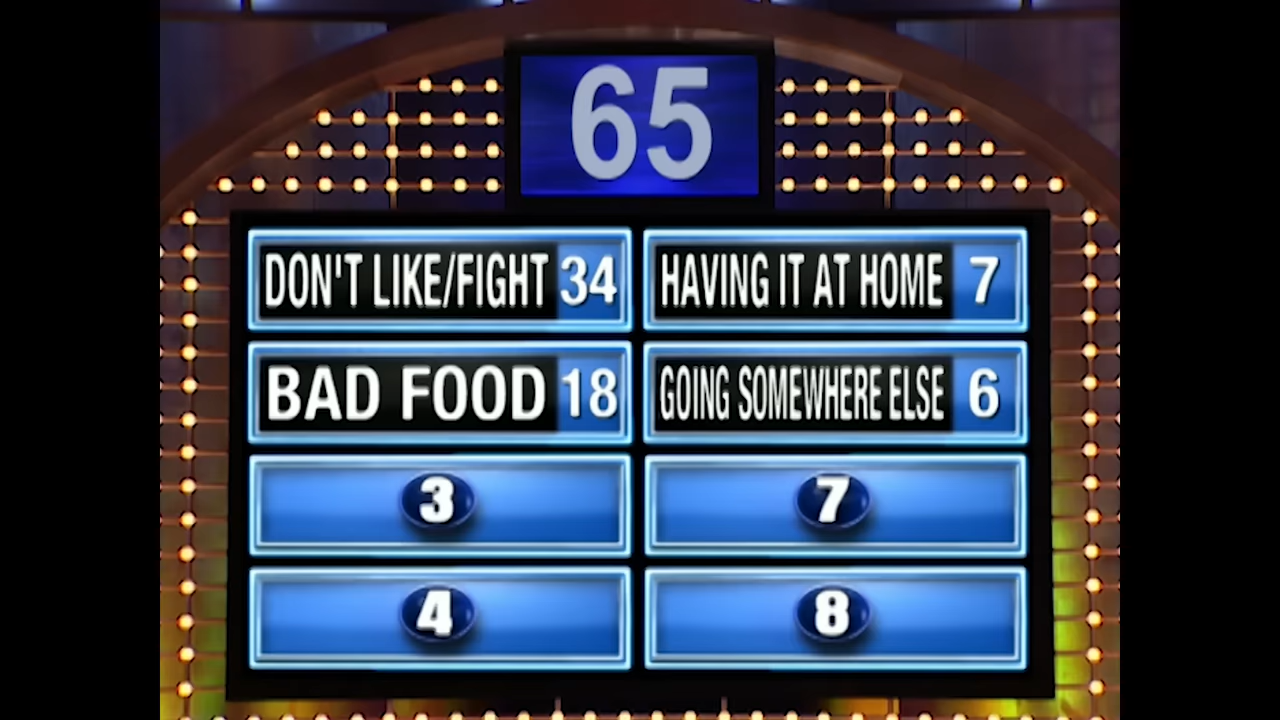 65
DON'T LIKE/FIGHT 34
BAD FOOD 18
3
4
HAVING IT AT HOME 7
GOING SOMEWHERE ELSE 6
7
8